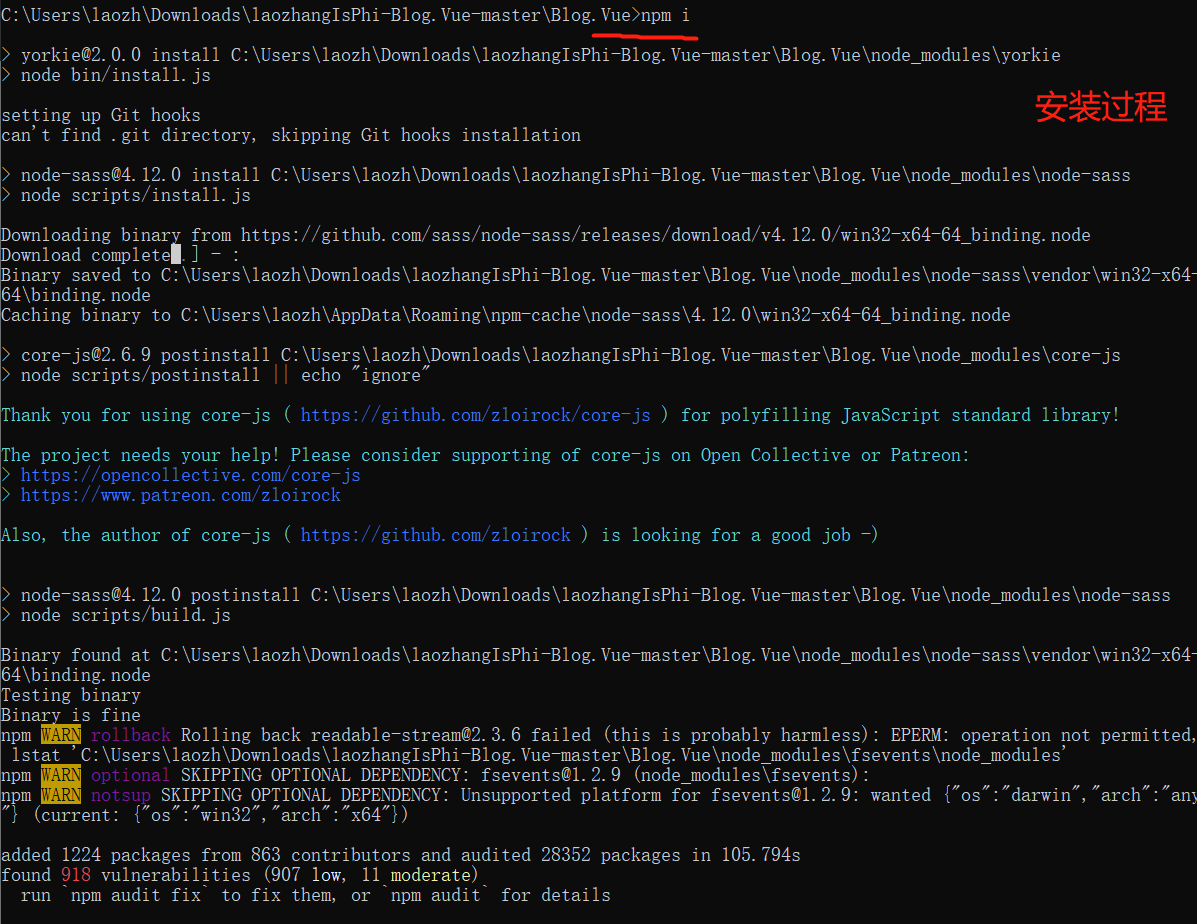 C:\Users\laozh\Downloads\laozhangIsPhi-Blog.Vue-master\Blog.Vue>npm i
> yorkie@2.0.0 install C:\Users\laozh\Downloads\laozhangIsPhi-Blog.Vue-master\Blog.Vue\node_modules\yorkie
> node bin/install.js
安装过程
setting up Git hooks
can't find .git directory, skipping Git hooks installation
> node-sass@4.12.0 install C:\Users\laozh\Downloads\laozhangIsPhi-Blog.Vue-master\Blog.Vue\node_modules\node-sass
> node scripts/install.js
Downloading binary from https://github.com/sass/node-sass/releases/download/v4.12.0/win32-x64-64_binding.node
Download complete.] - :
Binary saved to C:\Users\laozh\Downloads\laozhangIsPhi-Blog.Vue-master\Blog.Vue\node_modules\node-sass\vendor\win32-x64-
64\binding.node
Caching binary to C:\Users\laozh\AppData\Roaming\npm-cache\node-sass\4.12.0\win32-x64-64_binding.node
> core-js@2.6.9 postinstall C:\Users\laozh\Downloads\laozhangIsPhi-Blog.Vue-master\Blog.Vue\node_modules\core-js
> node scripts/postinstall || echo "ignore"
Thank you for using core-js ( https://github.com/zloirock/core-js ) for polyfilling JavaScript standard library!
The project needs your help! Please consider supporting of core-js on Open Collective or Patreon:
> https://opencollective.com/core-js
> https://www.patreon.com/zloirock
Also, the author of core-js ( https://github.com/zloirock ) is looking for a good job -)
> node-sass@4.12.0 postinstall C:\Users\laozh\Downloads\laozhangIsPhi-Blog.Vue-master\Blog.Vue\node_modules\node-sass
> node scripts/build.js
Binary found at C:\Users\laozh\Downloads\laozhangIsPhi-Blog.Vue-master\Blog.Vue\node_modules\node-sass\vendor\win32-x64-
64\binding.node
Testing binary
Binary is fine
npm WARN rollback Rolling back readable-stream@2.3.6 failed (this is probably harmless): EPERM: operation not permitted,
lstat 'C:\Users\laozh\Downloads\laozhangIsPhi-Blog.Vue-master\Blog.Vue\node_modules\fsevents\node_modules'
npm WARN optional SKIPPING OPTIONAL DEPENDENCY: fsevents@1.2.9 (node_modules\fsevents):
npm WARN notsup SKIPPING OPTIONAL DEPENDENCY: Unsupported platform for fsevents@1.2.9: wanted {"os":"darwin","arch":"any
"} (current: {"os":"win32","arch":"x64"})
added 1224 packages from 863 contributors and audited 28352 packages in 105.794s
found 918 vulnerabilities (907 low, 11 moderate)
run `npm audit fix` to fix them, or `npm audit` for details